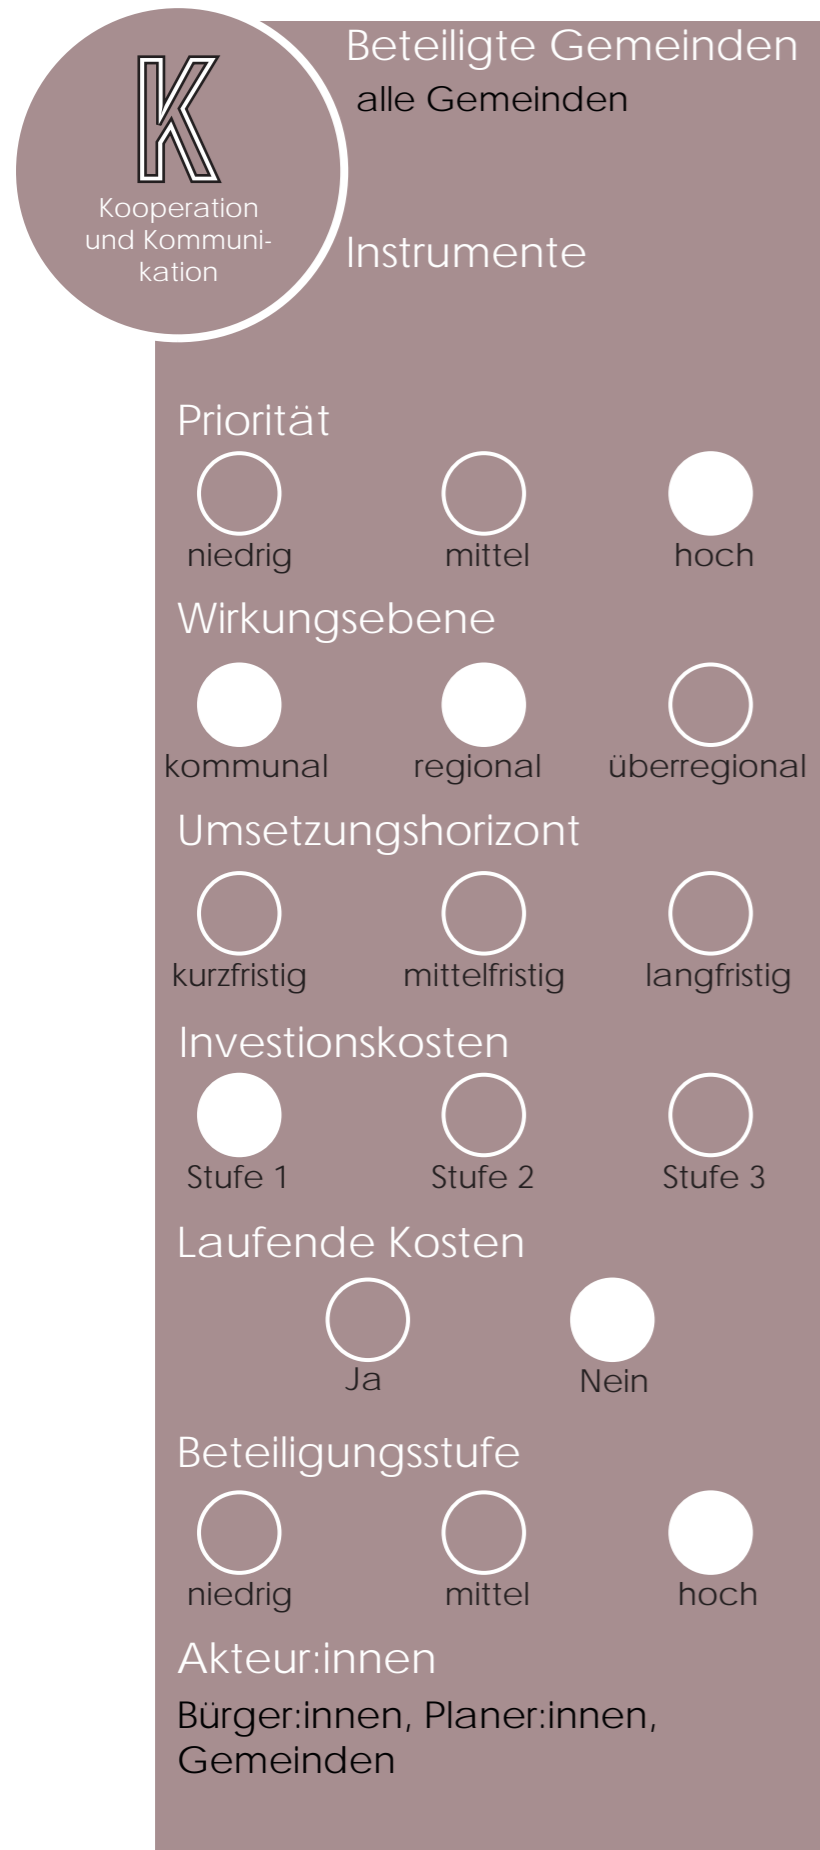 K
Kooperation
und Kommuni-
kation
Beteiligte Gemeinden
alle Gemeinden
Instrumente
Priorität
niedrig mittel hoch
Wirkungsebene
kommunal regional überregional
Umsetzungshorizont
kurzfristig mittelfristig langfristig
Investionskosten
Stufe 1 Stufe 2 Stufe 3
Laufende Kosten
Ja Nein
Beteiligungsstufe
niedrig mittel hoch
Akteur:innen
Bürger:innen, Planer:innen,
Gemeinden